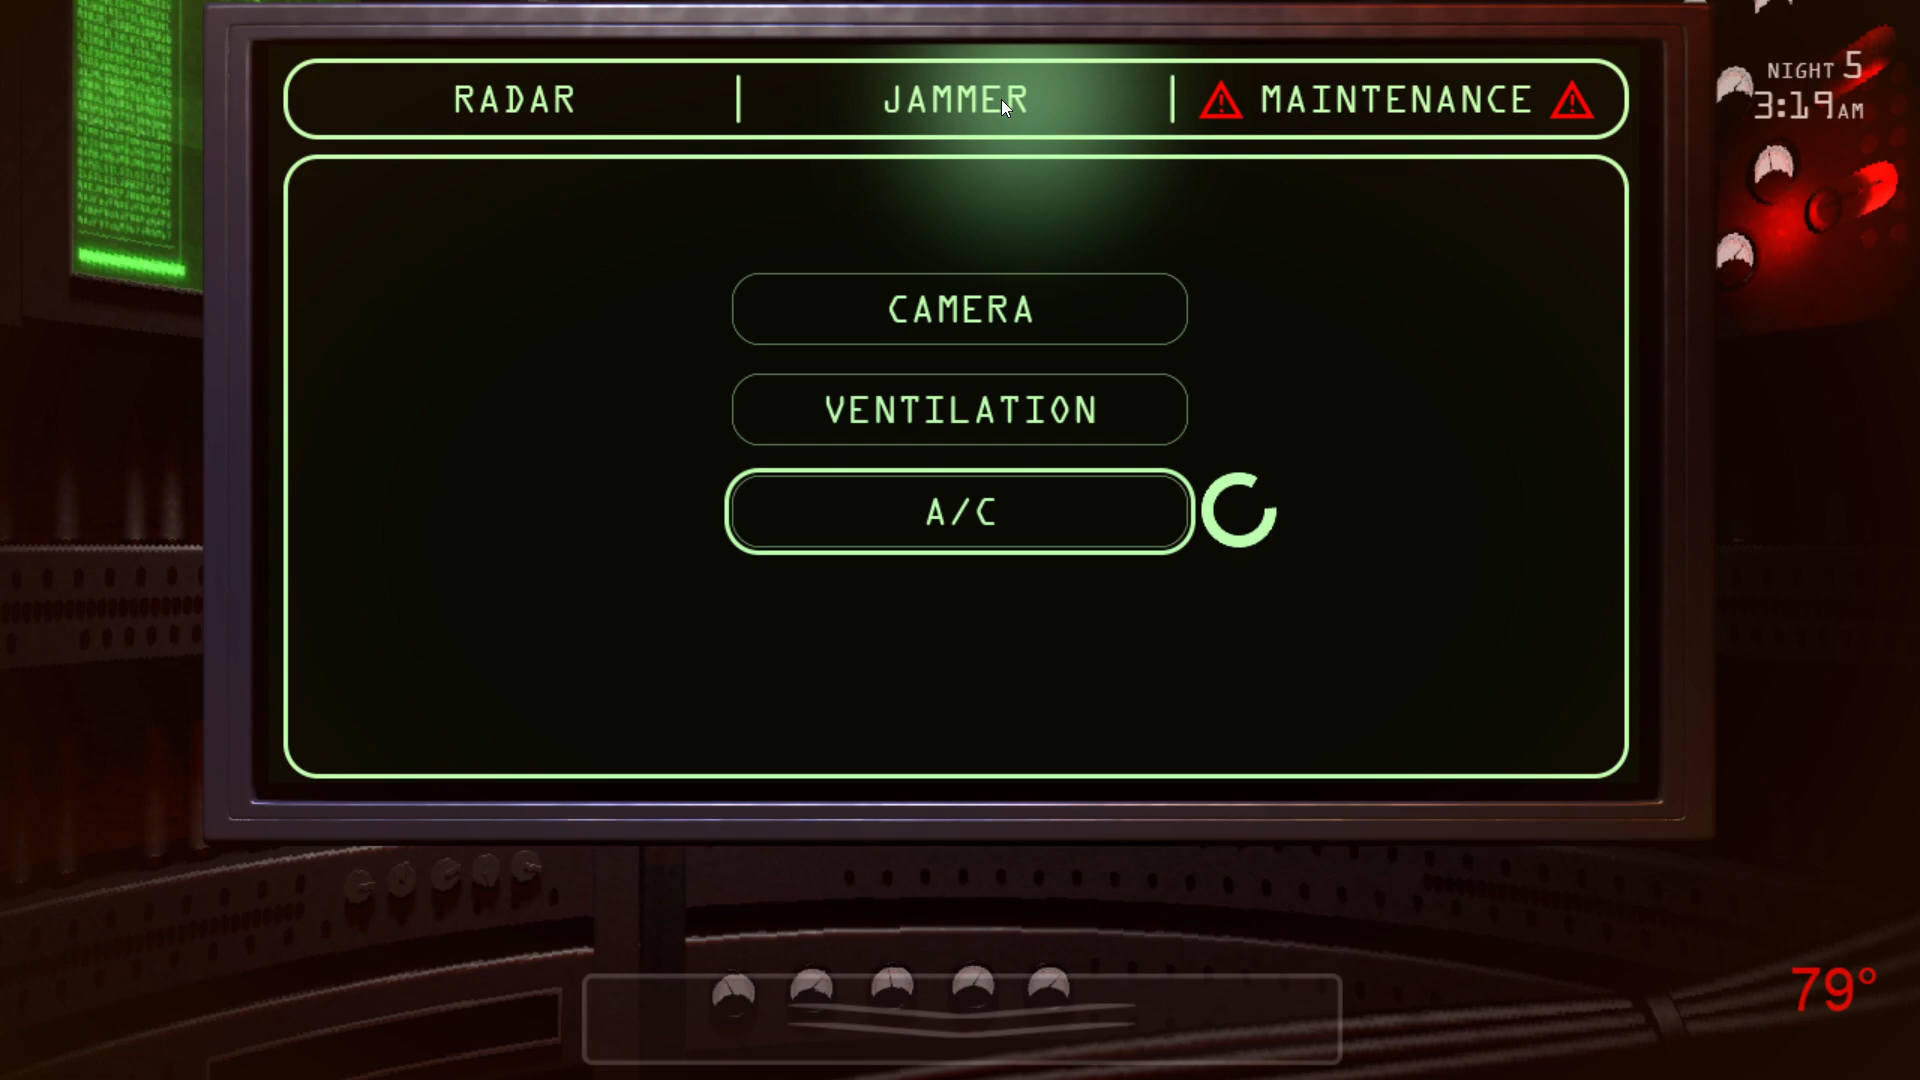 RADAR
JAMMER
MAINTENANCE
NIGHT 5
3:19AM
CAMERA
VENTILATION
A/C
79°